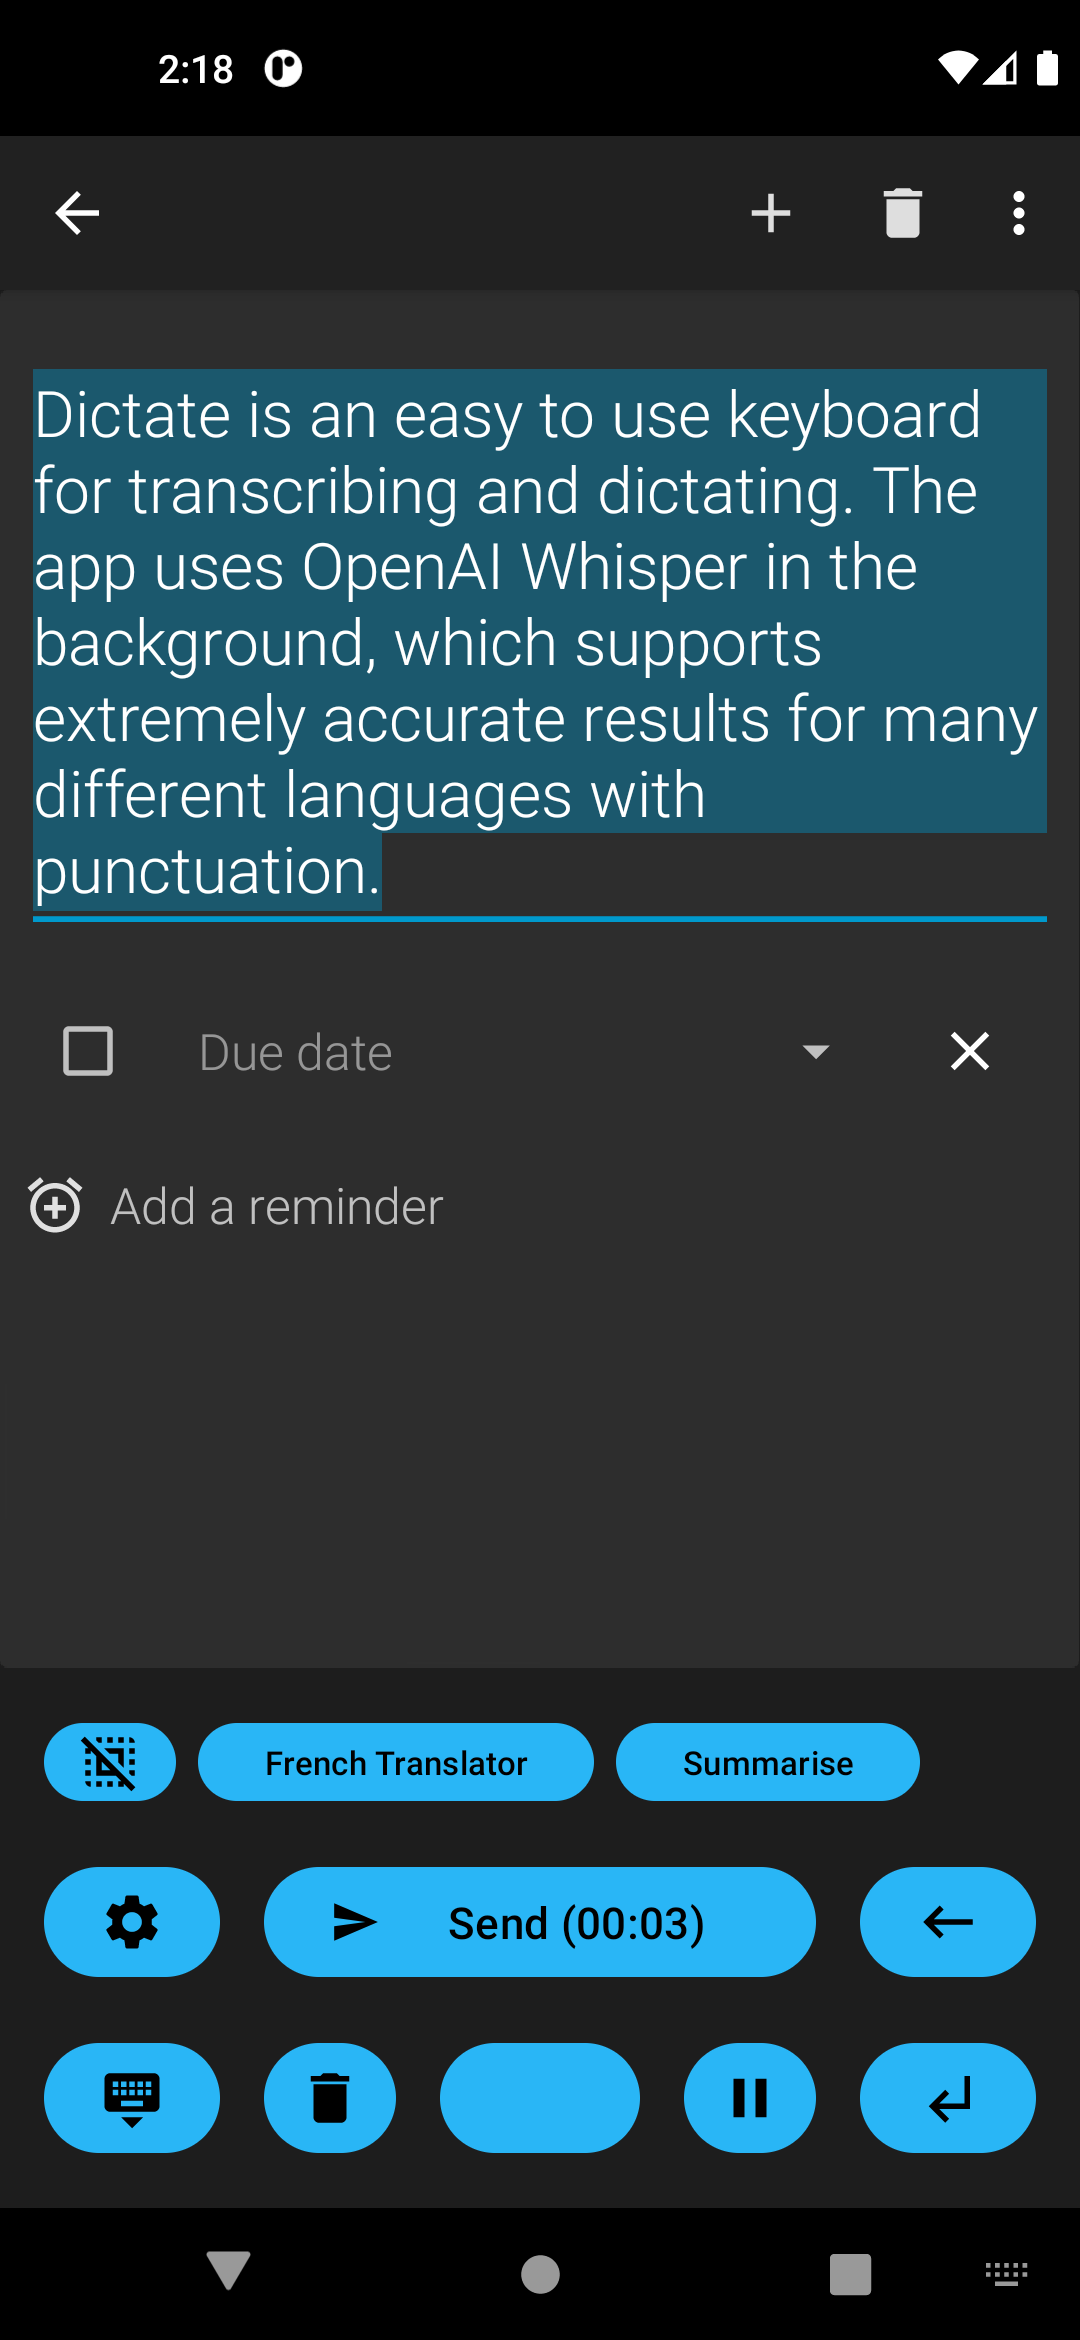 2:18
Dictate is an easy to use keyboard
for transcribing and dictating. The
app uses OpenAI Whisper in the
background, which supports
extremely accurate results for many
different languages with
punctuation.
Due date
Add a reminder
French Translator
Summarise
Send (00:03)